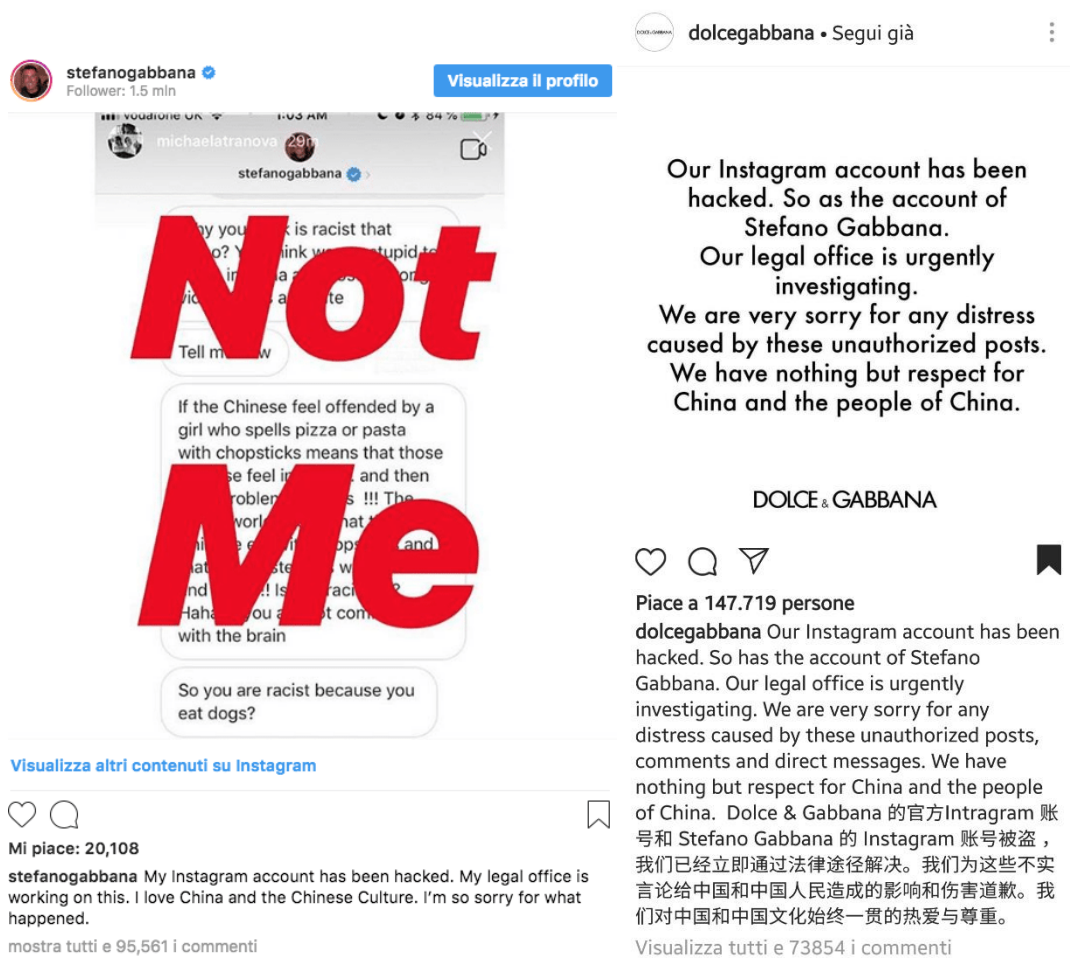 stefanogabbana
Follower: 1.5 mln
Visualizza il profilo
vodafone UK 1:03 AM 84 %
michaelatranova 29m
stefanogabbana
is racist that
Not
Tell m
If the Chinese feel offended by a
girl who spells pizza or pasta
with chopsticks means that those
feel and then
!!! The
Me
and
with the brain
So you are racist because you
eat dogs?
Visualizza altri contenuti su Instagram
Mi piace: 20,108
stefanogabbana My Instagram account has been hacked. My legal office is
working on this. I love China and the Chinese Culture. I'm so sorry for what
happened.
mostra tutti e 95,561 i commenti
DOLCE&GABBANA
dolcegabbana • Segui già
Our Instagram account has been
hacked. So as the account of
Stefano Gabbana.
Our legal office is urgently
investigating.
We are very sorry for any distress
caused by these unauthorized posts.
We have nothing but respect for
China and the people of China.
DOLCE & GABBANA
Piace a 147.719 persone
dolcegabbana Our Instagram account has been
hacked. So has the account of Stefano
Gabbana. Our legal office is urgently
investigating. We are very sorry for any
distress caused by these unauthorized posts,
comments and direct messages. We have
nothing but respect for China and the people
of China. Dolce & Gabbana 的官方Intragram 账
号和 Stefano Gabbana 的 Instagram 账号被盗，
我们已经立即通过法律途径解决。我们为这些不实
言论给中国和中国人民造成的影响和伤害道歉。我
们对中国和中国文化始终一贯的热爱与尊重。
Visualizza tutti e 73854 i commenti